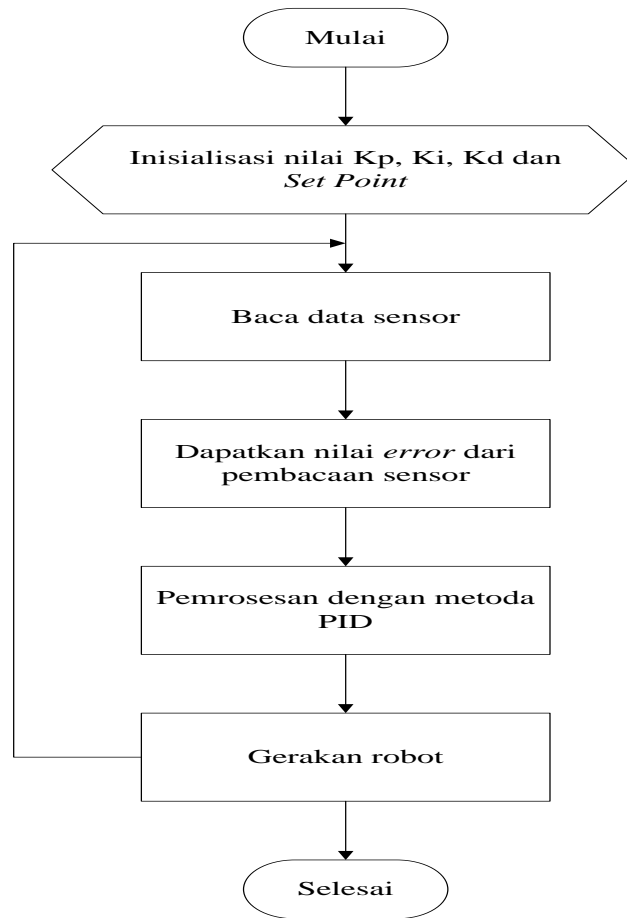 Mulai
Inisialisasi nilai Kp, Ki, Kd dan
Set Point
Baca data sensor
Dapatkan nilai error dari
pembacaan sensor
Pemrosesan dengan metoda
PID
Gerakan robot
Selesai